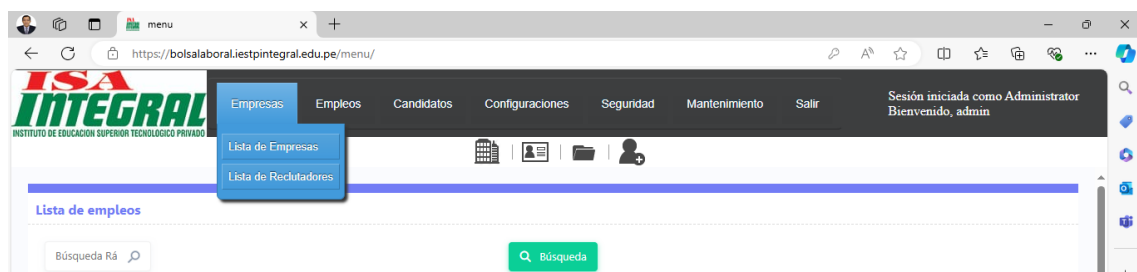 menu
https://bolsalaboral.iestpintegral.edu.pe/menu/
ISA
INTEGRAL
INSTITUTO DE EDUCACION SUPERIOR TECNOLOGICO PRIVADO
Empresas Empleos Candidatos Configuraciones Seguridad Mantenimiento Salir
Sesión iniciada como Administrator
Bienvenido, admin
Lista de Empresas
Lista de Reclutadores
Lista de empleos
Búsqueda Rá
Búsqueda